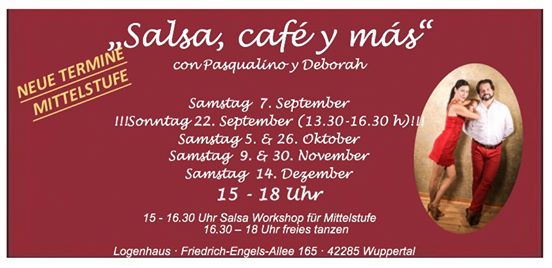 „Salsa, café y más“
con Pasqualino y Deborah
NEUE TERMINE
MITTELSTUFE
Samstag 7. September
!!!Sonntag 22. September (13.30-16.30 h)!!!
Samstag 5. & 26. Oktober
Samstag 9. & 30. November
Samstag 14. Dezember
15 - 18 Uhr
15 - 16.30 Uhr Salsa Workshop für Mittelstufe
16.30 – 18 Uhr freies tanzen
Logenhaus · Friedrich-Engels-Allee 165 · 42285 Wuppertal